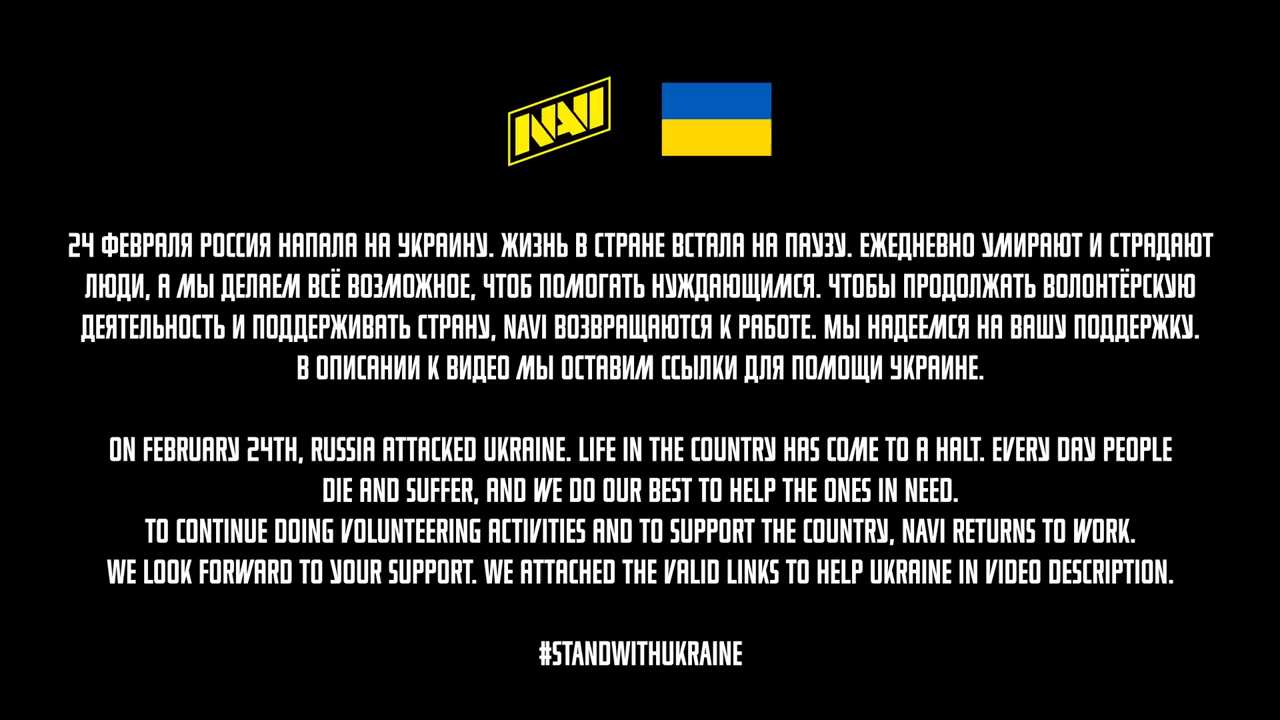 NAVI
24 ФЕВРАЛЯ РОССИЯ НАПАЛА НА УКРАИНУ. ЖИЗНЬ В СТРАНЕ ВСТАЛА НА ПАУЗУ. ЕЖЕДНЕВНО УМИРАЮТ И СТРАДАЮТ
ЛЮДИ, А МЫ ДЕЛАЕМ ВСЁ ВОЗМОЖНОЕ, ЧТОБ ПОМОГАТЬ НУЖДАЮЩИМСЯ. ЧТОБЫ ПРОДОЛЖАТЬ ВОЛОНТЁРСКУЮ
ДЕЯТЕЛЬНОСТЬ И ПОДДЕРЖИВАТЬ СТРАНУ, NAVI ВОЗВРАЩАЮТСЯ К РАБОТЕ. МЫ НАДЕЕМСЯ НА ВАШУ ПОДДЕРЖКУ.
В ОПИСАНИИ К ВИДЕО МЫ ОСТАВИМ ССЫЛКИ ДЛЯ ПОМОЩИ УКРАИНЕ.
ON FEBRUARY 24TH, RUSSIA ATTACKED UKRAINE. LIFE IN THE COUNTRY HAS COME TO A HALT. EVERY DAY PEOPLE
DIE AND SUFFER, AND WE DO OUR BEST TO HELP THE ONES IN NEED.
TO CONTINUE DOING VOLUNTEERING ACTIVITIES AND TO SUPPORT THE COUNTRY, NAVI RETURNS TO WORK.
WE LOOK FORWARD TO YOUR SUPPORT. WE ATTACHED THE VALID LINKS TO HELP UKRAINE IN VIDEO DESCRIPTION.
#STANDWITHUKRAINE